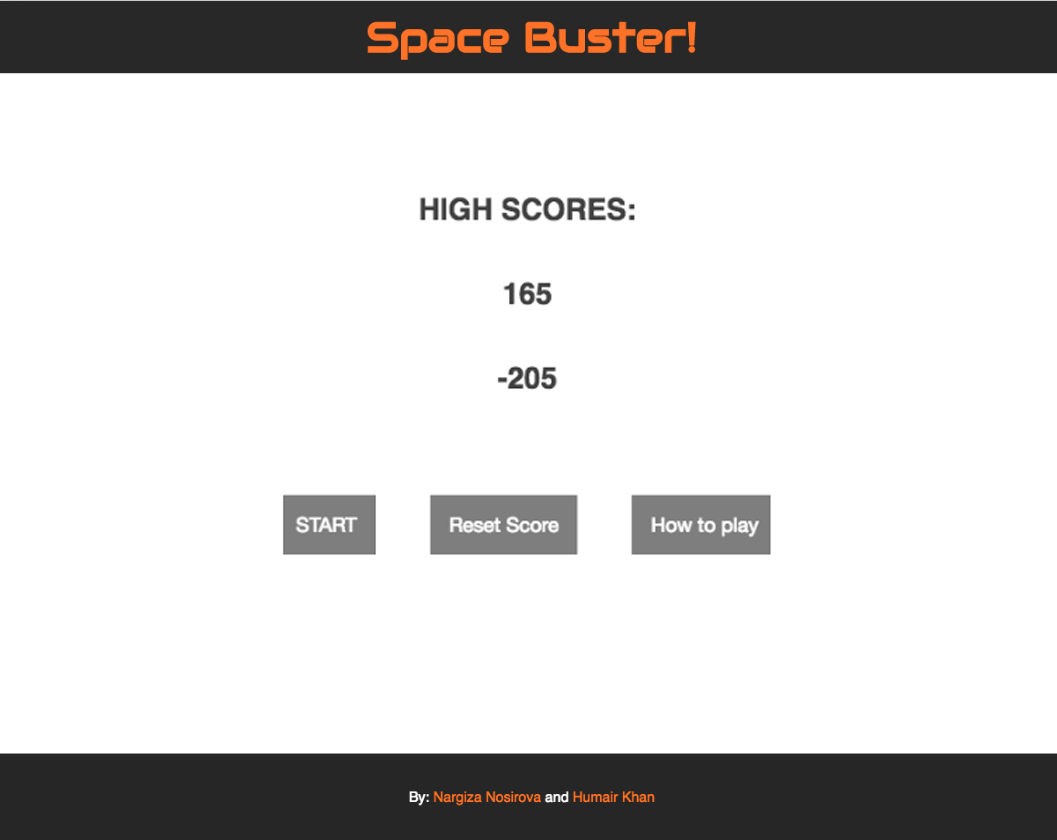 Space Buster!
HIGH SCORES:
165
-205
START Reset Score How to play
By: Nargiza Nosirova and Humair Khan